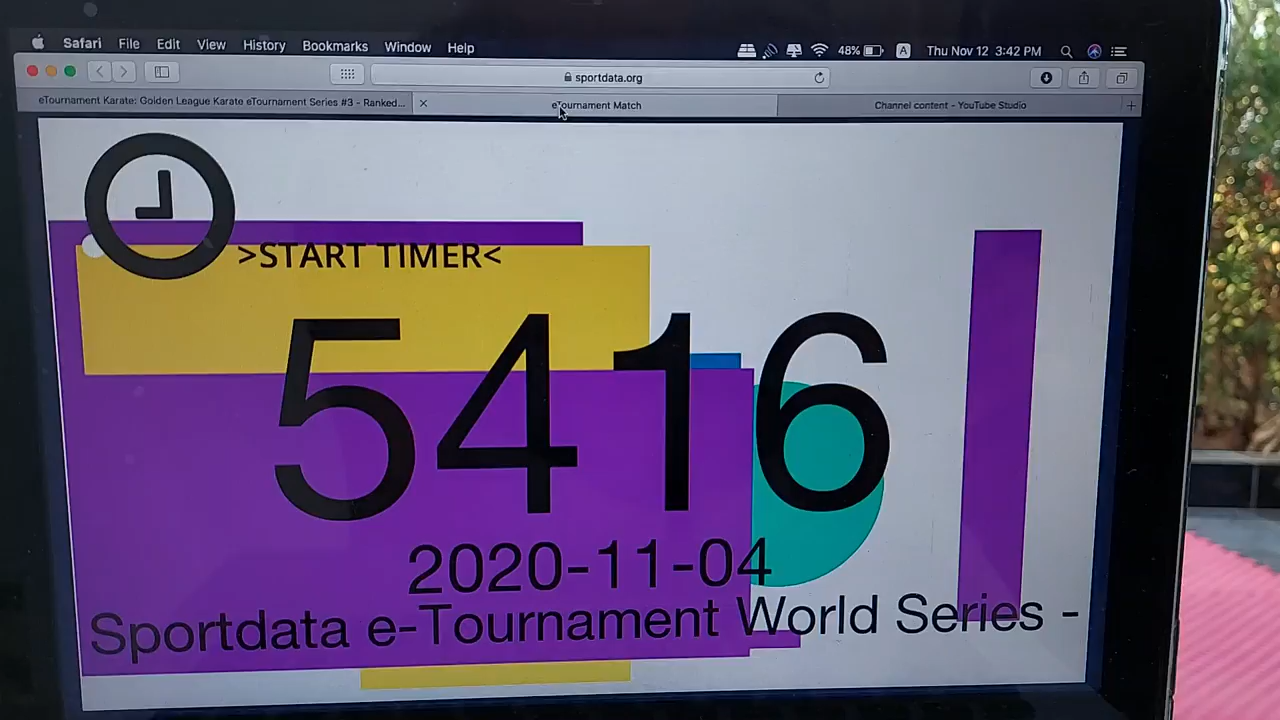 Safari File Edit View History Bookmarks Window Help 48% A Thu Nov 12 3:42 PM
sportdata.org
eTournament Karate: Golden League Karate eTournament Series #3 - Ranked... eTournament Match Channel content - YouTube Studio
>START TIMER<
5416
2020-11-04
Sportdata e-Tournament World Series -